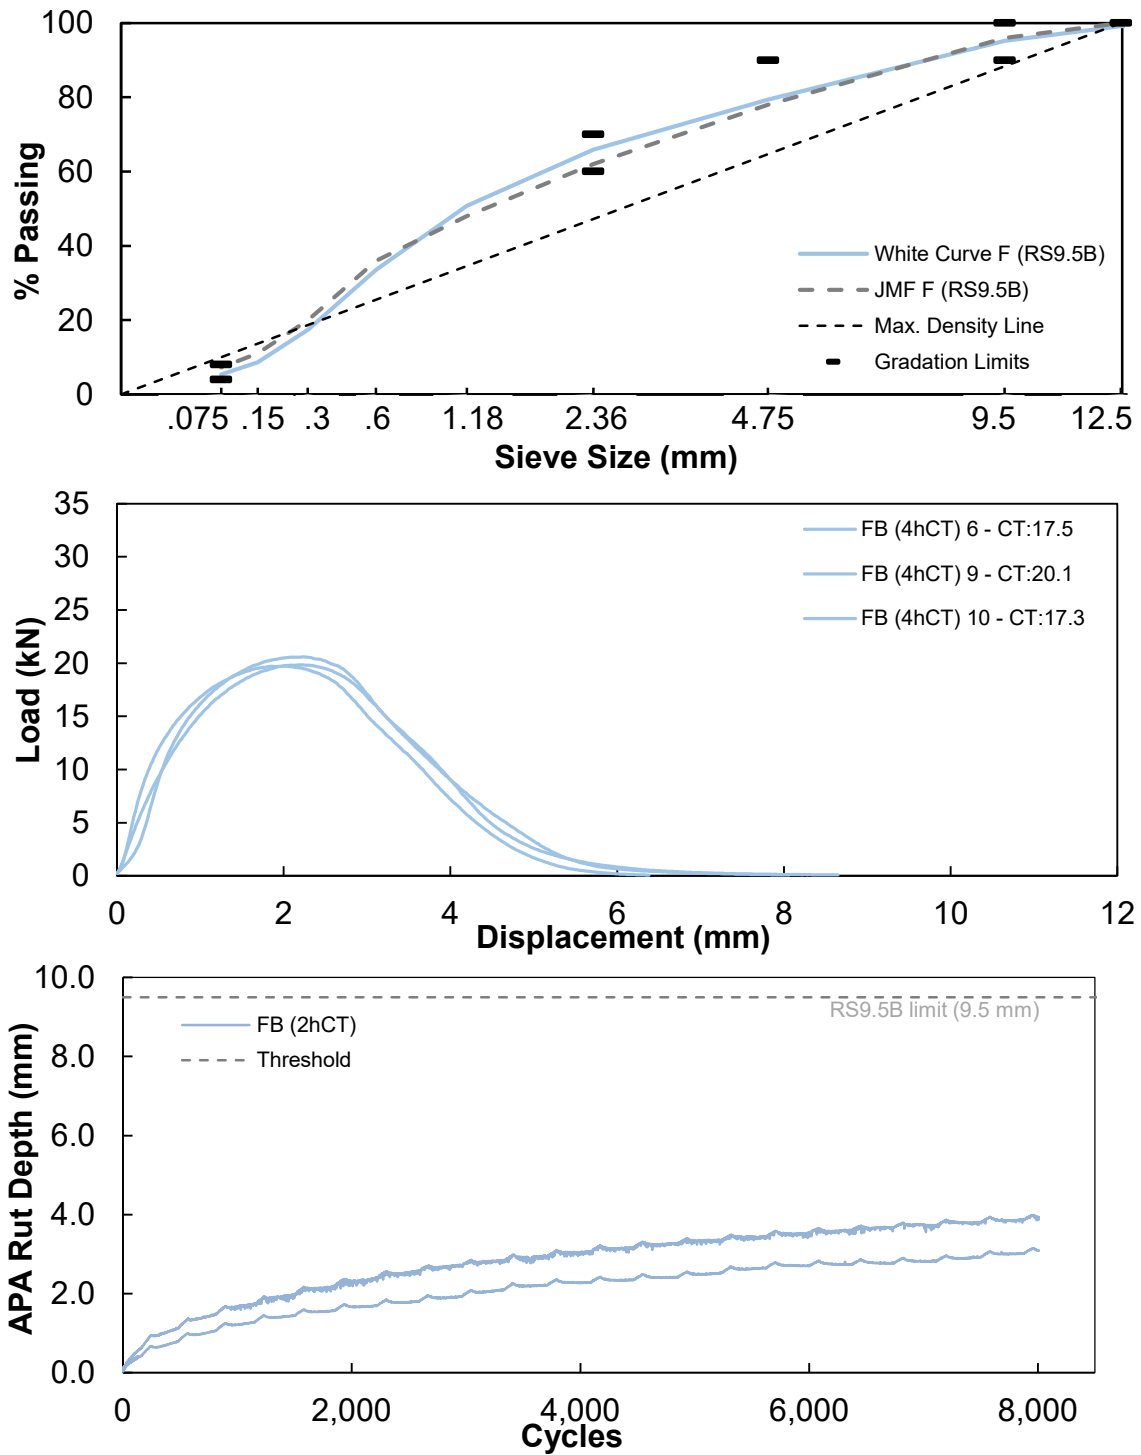 100
80
60
40
20
0
% Passing
White Curve F (RS9.5B)
JMF F (RS9.5B)
Max. Density Line
Gradation Limits
.075 .15 .3 .6 1.18 2.36 4.75 9.5 12.5
Sieve Size (mm)
35
30
25
20
15
10
5
0
Load (kN)
FB (4hCT) 6 - CT:17.5
FB (4hCT) 9 - CT:20.1
FB (4hCT) 10 - CT:17.3
0 2 4 6 8 10 12
Displacement (mm)
10.0
8.0
6.0
4.0
2.0
0.0
APA Rut Depth (mm)
RS9.5B limit (9.5 mm)
FB (2hCT)
Threshold
0 2,000 4,000 6,000 8,000
Cycles